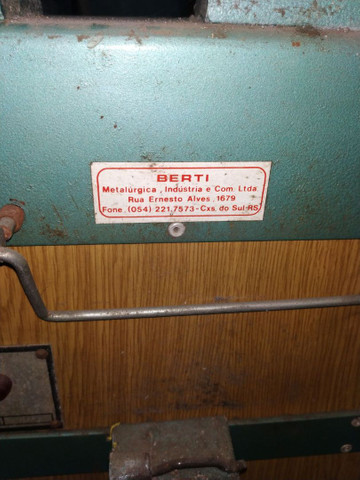 BERTI
Metalúrgica, Indústria e Com. Ltda.
Rua Ernesto Alves, 1679
Fone (054) 221.7573 - Cxs. do Sul-RS